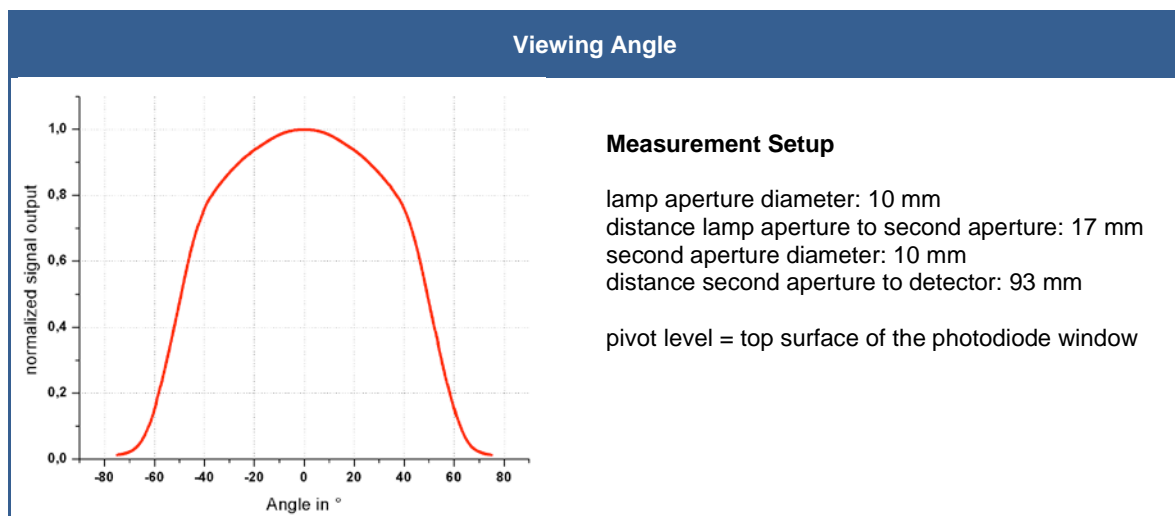 Viewing Angle
1,0
0,8
0,6
0,4
0,2
0,0
normalized signal output
-80 -60 -40 -20 0 20 40 60 80
Angle in °
Measurement Setup
lamp aperture diameter: 10 mm
distance lamp aperture to second aperture: 17 mm
second aperture diameter: 10 mm
distance second aperture to detector: 93 mm
pivot level = top surface of the photodiode window